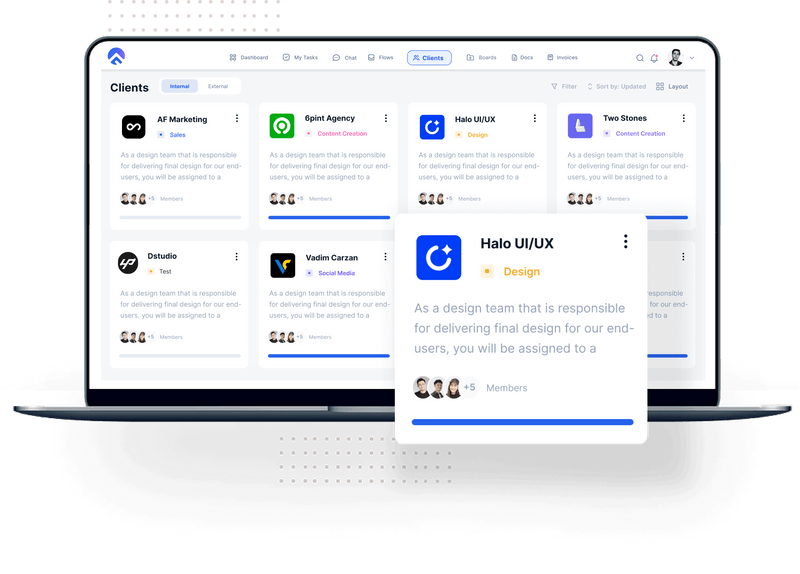 Dashboard My Tasks Chat Flows Clients Boards Docs Invoices
Clients Internal External Filter Sort by: Updated Layout
AF Marketing
Sales
As a design team that is responsible
for delivering final design for our end-
users, you will be assigned to a
+5 Members
6pint Agency
Content Creation
As a design team that is responsible
for delivering final design for our end-
users, you will be assigned to a
+5 Members
Halo UI/UX
Design
As a design team that is responsible
for delivering final design for our end-
users, you will be assigned to a
+5 Members
Two Stones
Content Creation
As a design team that is responsible
for delivering final design for our end-
users, you will be assigned to a
+5 Members
Dstudio
Test
As a design team that is responsible
for delivering final design for our end-
users, you will be assigned to a
+5 Members
Vadim Carzan
Social Media
As a design team that is responsible
for delivering final design for our end-
users, you will be assigned to a
+5 Members
Halo UI/UX
Design
As a design team that is responsible
for delivering final design for our end-
users, you will be assigned to a
+5 Members